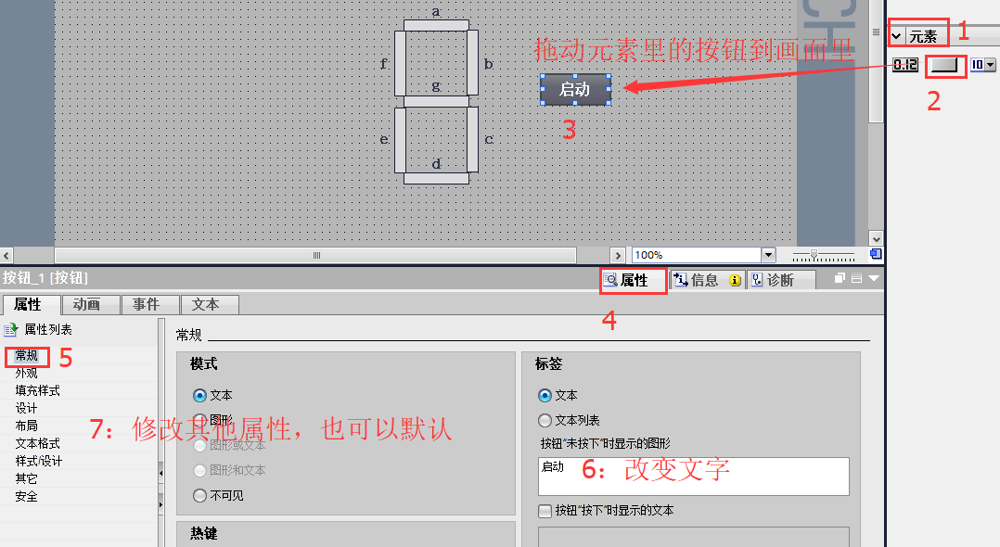 a
f
b
g
e
c
d
CH
元素
1
0.12
10
2
拖动元素里的按钮到画面里
启动
3
100%
按钮_1 [按钮]
属性
信息
诊断
4
属性
动画
事件
文本
属性列表
常规
5
外观
填充样式
设计
布局
文本格式
样式/设计
其它
安全
7：修改其他属性，也可以默认
常规
模式
文本
图形
图形或文本
图形和文本
不可见
热键
标签
文本
文本列表
按钮"未按下"时显示的图形
启动
6：改变文字
按钮"按下"时显示的文本